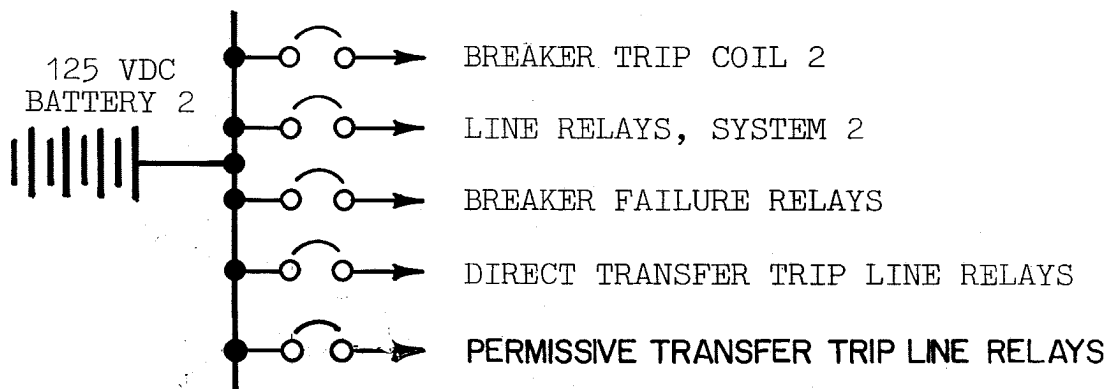 BREAKER TRIP COIL 2
125 VDC
BATTERY 2
LINE RELAYS, SYSTEM 2
BREAKER FAILURE RELAYS
DIRECT TRANSFER TRIP LINE RELAYS
PERMISSIVE TRANSFER TRIP LINE RELAYS